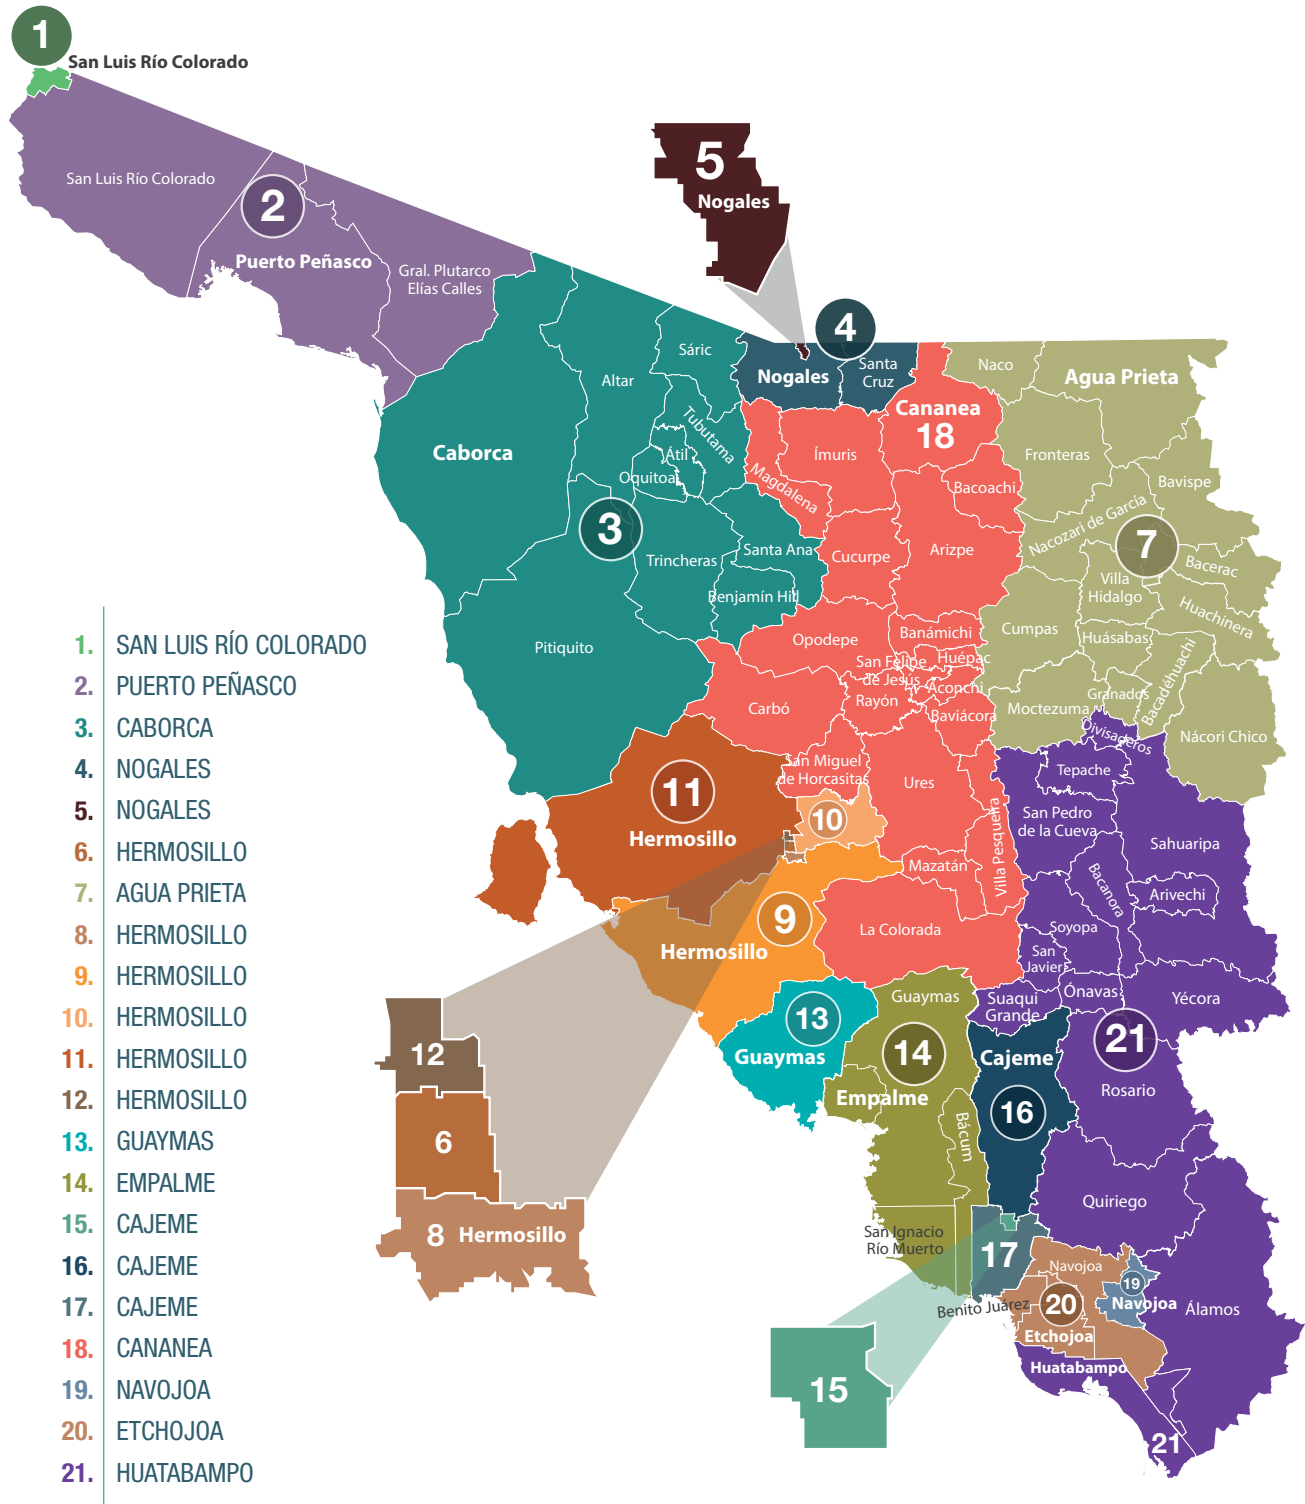 1
San Luis Río Colorado
San Luis Río Colorado
2
Puerto Peñasco
Gral. Plutarco
Elías Calles
5
Nogales
4
Nogales
Santa
Cruz
Naco
Agua Prieta
Sáric
Altar
Tubutama
Átil
Oquitoa
Caborca
3
Trincheras
Santa Ana
Benjamín Hill
Pitiquito
Cananea
18
Ímuris
Magdalena
Bacoachi
Cucurpe
Arizpe
Fronteras
Bavispe
Nacozari de García
7
Bacerac
Villa
Hidalgo
Huachinera
Cumpas
Huásabas
Bacadéhuachi
Granados
Moctezuma
Nácori Chico
Divisaderos
Opodepe
Banámichi
San Felipe
de Jesús
Huépac
Aconchi
Rayón
Baviácora
Carbó
San Miguel
de Horcasitas
Ures
Villa Pesqueira
Mazatán
La Colorada
11
Hermosillo
10
9
Hermosillo
Tepache
San Pedro
de la Cueva
Sahuaripa
Bacanora
Arivechi
Soyopa
San
Javier
Ónavas
Yécora
Suaqui
Grande
21
Rosario
Quiriego
Álamos
13
Guaymas
Guaymas
14
Empalme
Bácum
San Ignacio
Río Muerto
Cajeme
16
17
Benito Juárez
Navojoa
19
Navojoa
20
Etchojoa
Huatabampo
21
12
6
8 Hermosillo
15
1. SAN LUIS RÍO COLORADO
2. PUERTO PEÑASCO
3. CABORCA
4. NOGALES
5. NOGALES
6. HERMOSILLO
7. AGUA PRIETA
8. HERMOSILLO
9. HERMOSILLO
10. HERMOSILLO
11. HERMOSILLO
12. HERMOSILLO
13. GUAYMAS
14. EMPALME
15. CAJEME
16. CAJEME
17. CAJEME
18. CANANEA
19. NAVOJOA
20. ETCHOJOA
21. HUATABAMPO